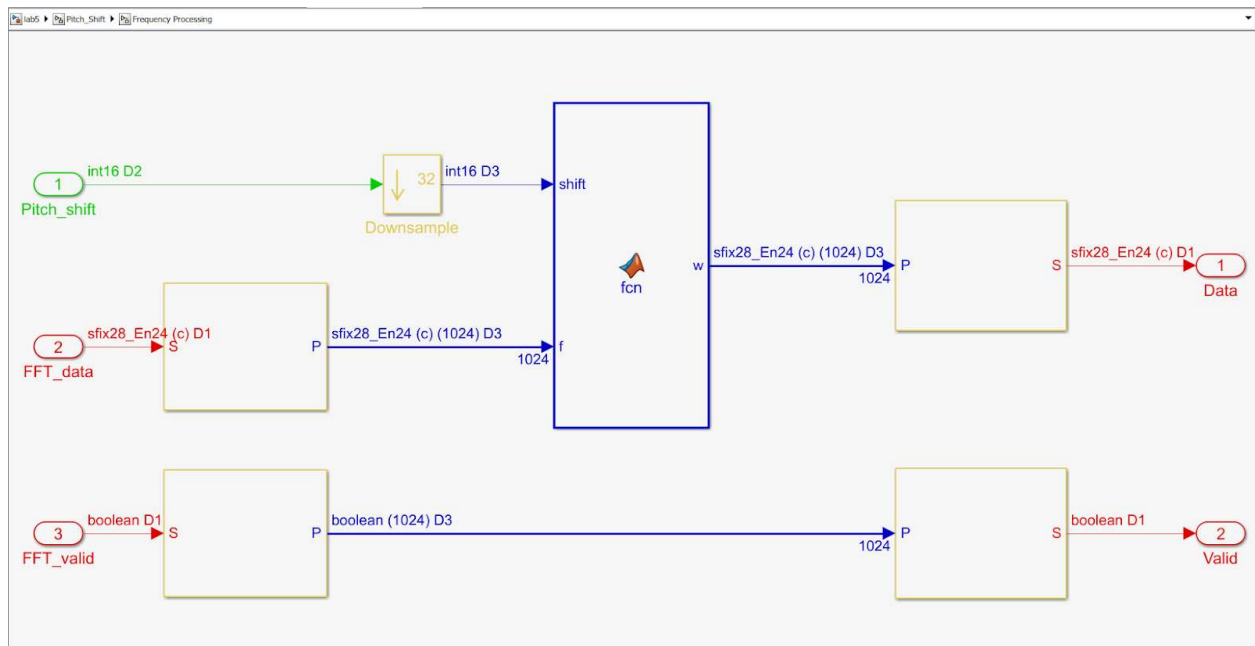 lab5 Pitch_Shift Frequency Processing
int16 D2
1
Pitch_shift
32
Downsample
int16 D3
shift
fcn
w
sfix28_En24 (c) (1024) D3
1024
P
S
sfix28_En24 (c) D1
1
Data
sfix28_En24 (c) D1
2
FFT_data
S
P
sfix28_En24 (c) (1024) D3
1024
f
boolean D1
3
FFT_valid
S
P
boolean (1024) D3
1024
P
S
boolean D1
2
Valid